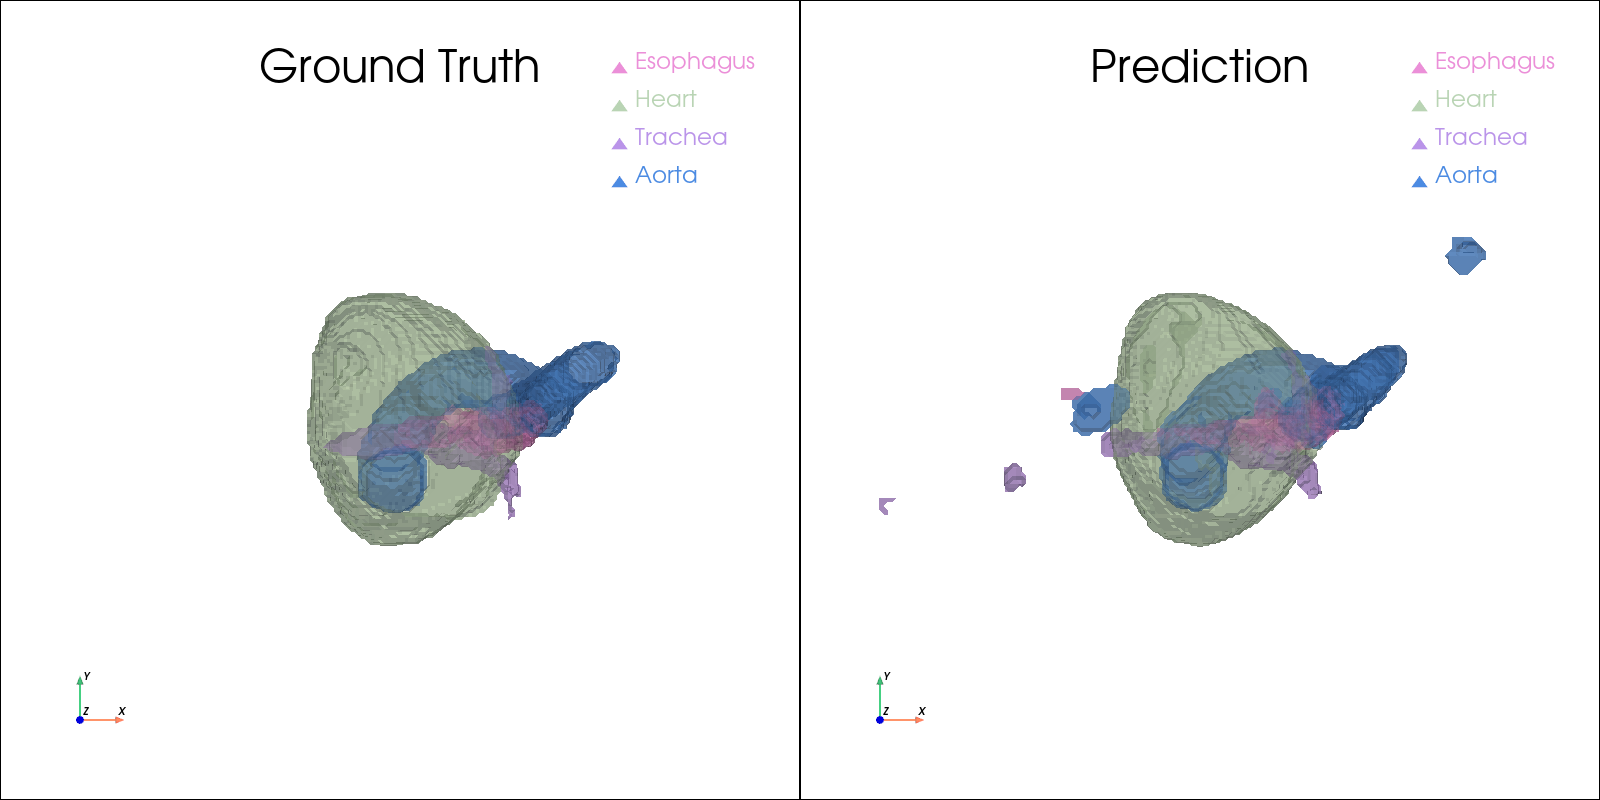 Ground Truth
Esophagus
Heart
Trachea
Aorta
Y
Z
X
Prediction
Esophagus
Heart
Trachea
Aorta
Y
Z
X